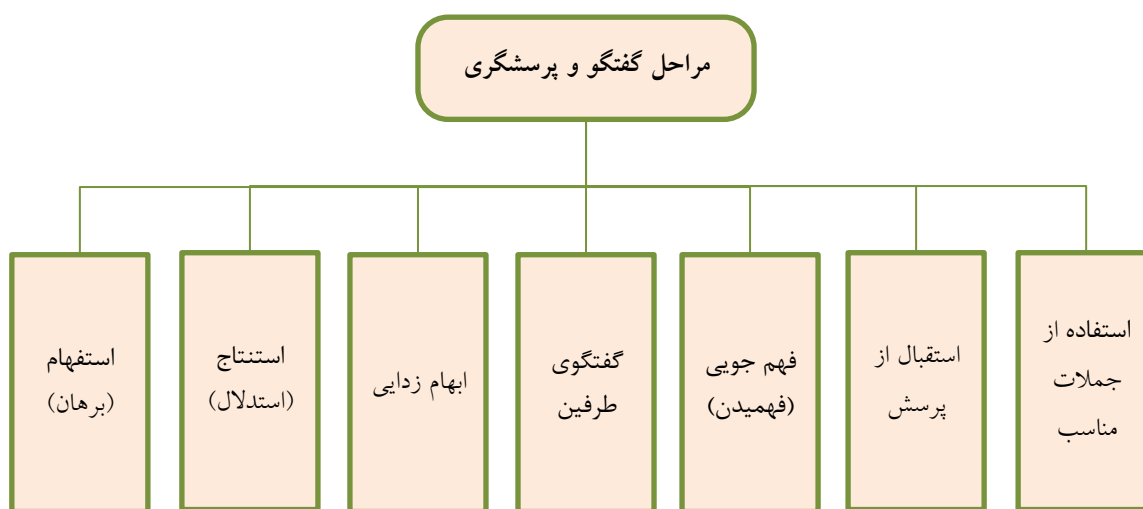 مراحل گفتگو و پرسشگری
استفاده از
جملات
مناسب
استقبال از
پرسش
فهم جویی
(فهمیدن)
گفتگوی
طرفین
ابهام زدایی
استنتاج
(استدلال)
استفهام
(برهان)